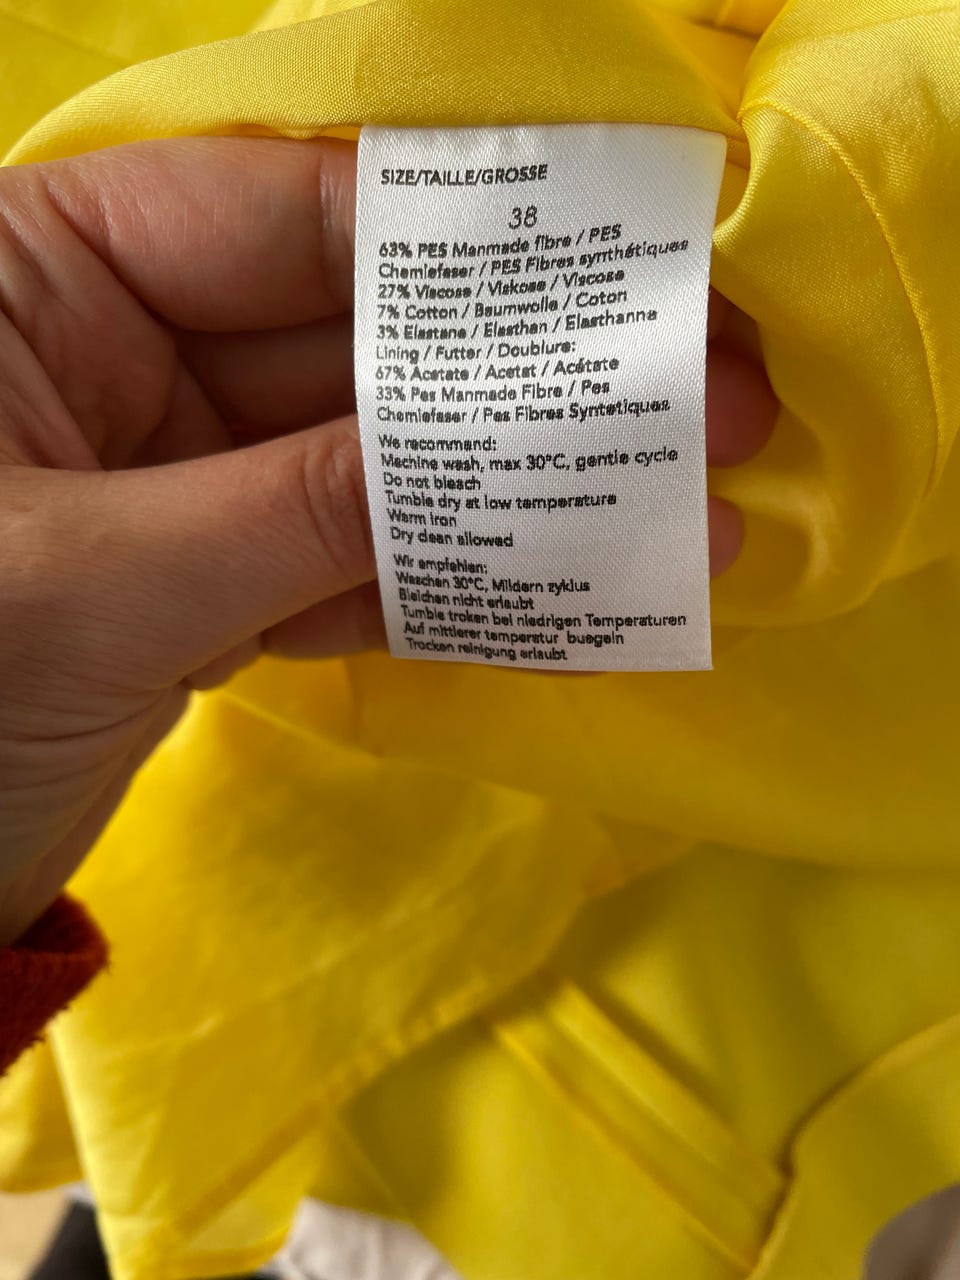 SIZE/TAILLE/GROSSE
38
63% PES Manmade fibre / PES
Chemiefaser / PES Fibres synthétiques
27% Viscose / Viskose / Viscose
7% Cotton / Baumwolle / Coton
3% Elastane / Elasthan / Elasthanne
Lining / Futter / Doublure:
67% Acetate / Acetat / Acétate
33% Pes Manmade Fibre / Pes
Chemiefaser / Pes Fibres Syntetiques
We recommend:
Machine wash, max 30°C, gentle cycle
Do not bleach
Tumble dry at low temperature
Warm iron
Dry clean allowed
Wir empfehlen:
Waschen 30°C, Mildern zyklus
Bleichen nicht erlaubt
Tumble troken bei niedrigen Temperaturen
Auf mittlerer temperatur buegeln
Trocken reinigung erlaubt